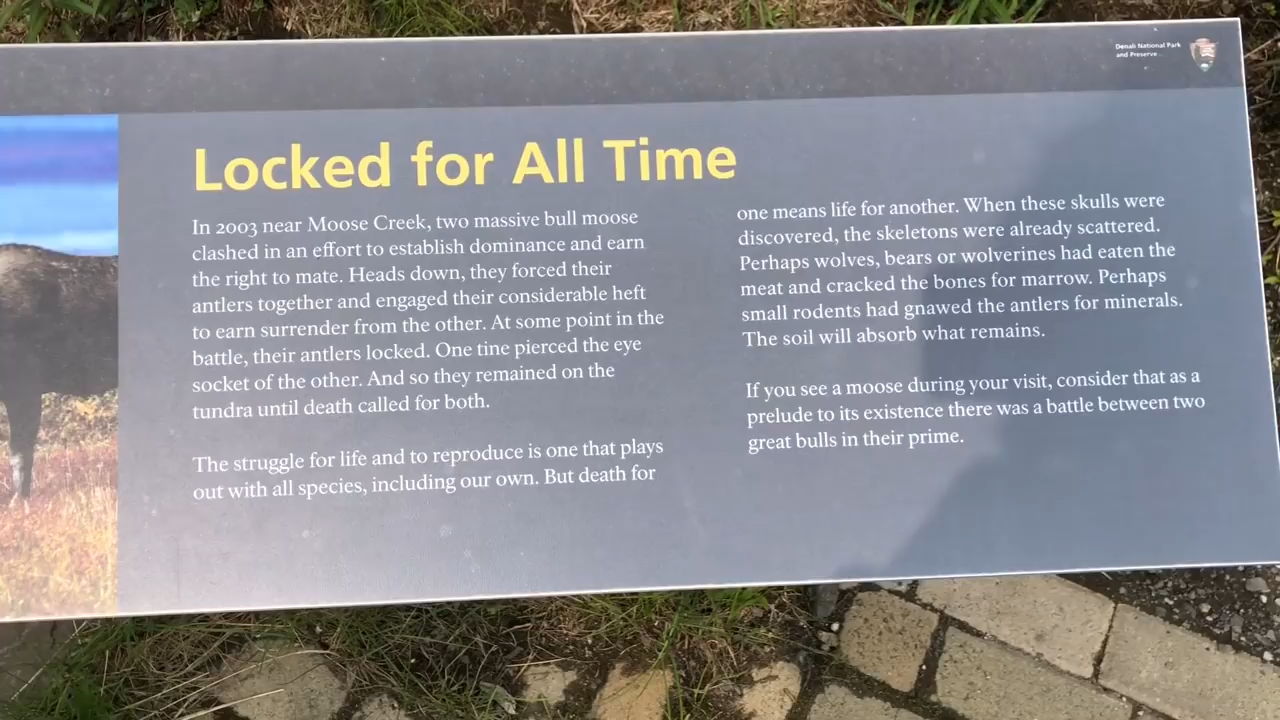 Denali National Park
and Preserve
Locked for All Time
In 2003 near Moose Creek, two massive bull moose
clashed in an effort to establish dominance and earn
the right to mate. Heads down, they forced their
antlers together and engaged their considerable heft
to earn surrender from the other. At some point in the
battle, their antlers locked. One tine pierced the eye
socket of the other. And so they remained on the
tundra until death called for both.
The struggle for life and to reproduce is one that plays
out with all species, including our own. But death for
one means life for another. When these skulls were
discovered, the skeletons were already scattered.
Perhaps wolves, bears or wolverines had eaten the
meat and cracked the bones for marrow. Perhaps
small rodents had gnawed the antlers for minerals.
The soil will absorb what remains.
If you see a moose during your visit, consider that as a
prelude to its existence there was a battle between two
great bulls in their prime.